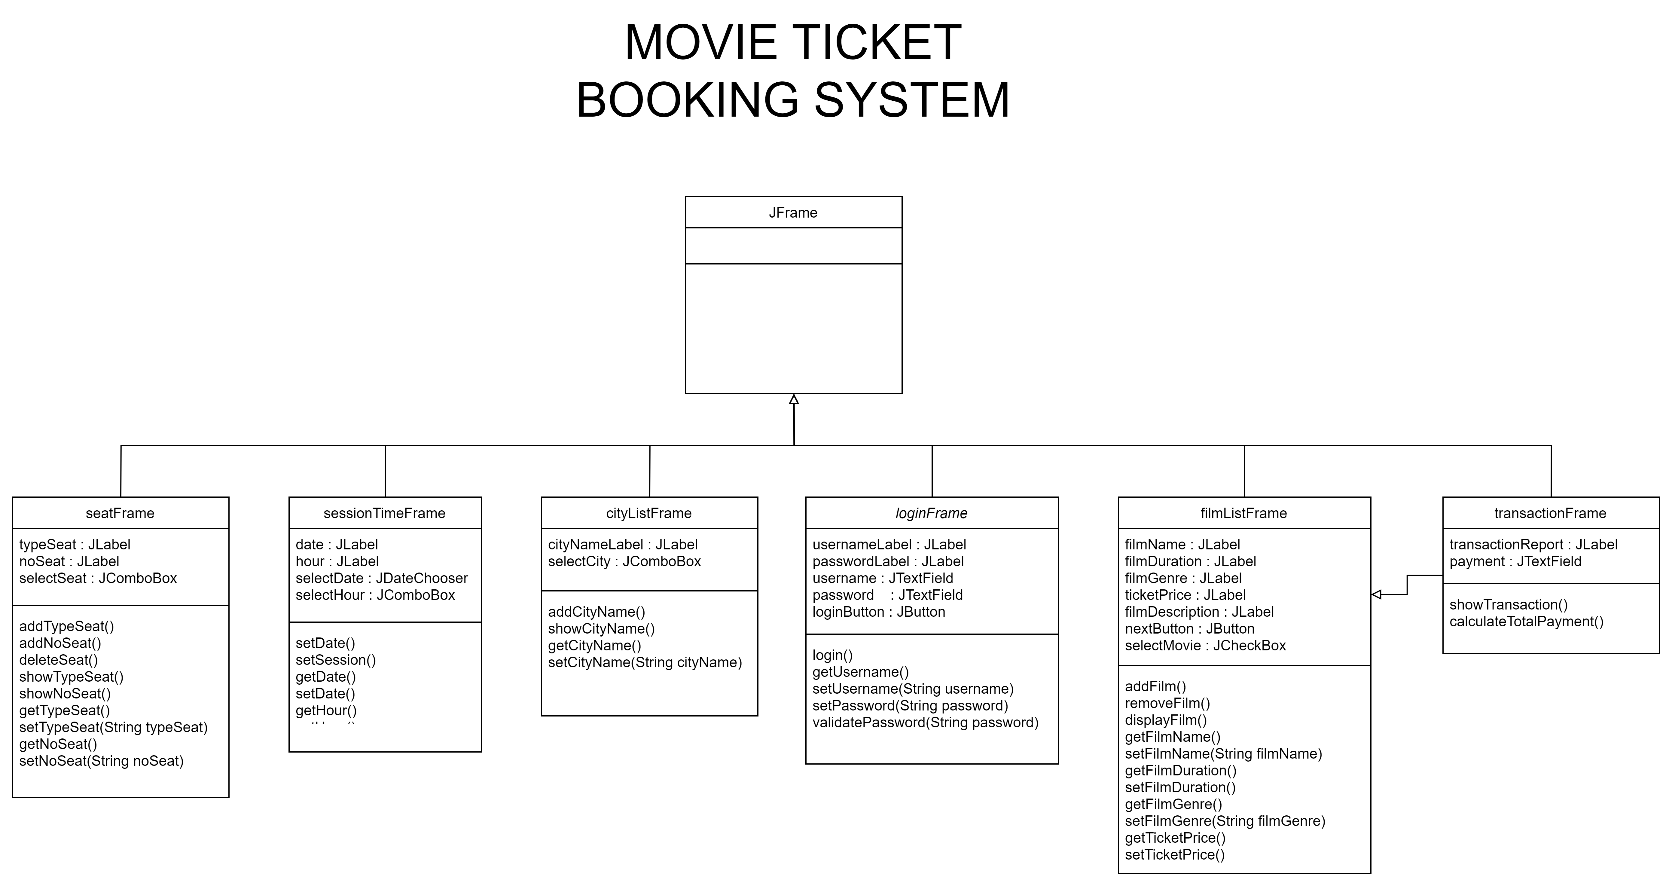 MOVIE TICKET
BOOKING SYSTEM
JFrame
seatFrame
typeSeat : JLabel
noSeat : JLabel
selectSeat : JComboBox
addTypeSeat()
addNoSeat()
deleteSeat()
showTypeSeat()
showNoSeat()
getTypeSeat()
setTypeSeat(String typeSeat)
getNoSeat()
setNoSeat(String noSeat)
sessionTimeFrame
date : JLabel
hour : JLabel
selectDate : JDateChooser
selectHour : JComboBox
setDate()
setSession()
getDate()
setDate()
getHour()
cityListFrame
cityNameLabel : JLabel
selectCity : JComboBox
addCityName()
showCityName()
getCityName()
setCityName(String cityName)
loginFrame
usernameLabel : JLabel
passwordLabel : JLabel
username : JTextField
password : JTextField
loginButton : JButton
login()
getUsername()
setUsername(String username)
setPassword(String password)
validatePassword(String password)
filmListFrame
filmName : JLabel
filmDuration : JLabel
filmGenre : JLabel
ticketPrice : JLabel
filmDescription : JLabel
nextButton : JButton
selectMovie : JCheckBox
addFilm()
removeFilm()
displayFilm()
getFilmName()
setFilmName(String filmName)
getFilmDuration()
setFilmDuration()
getFilmGenre()
setFilmGenre(String filmGenre)
getTicketPrice()
setTicketPrice()
transactionFrame
transactionReport : JLabel
payment : JTextField
showTransaction()
calculateTotalPayment()